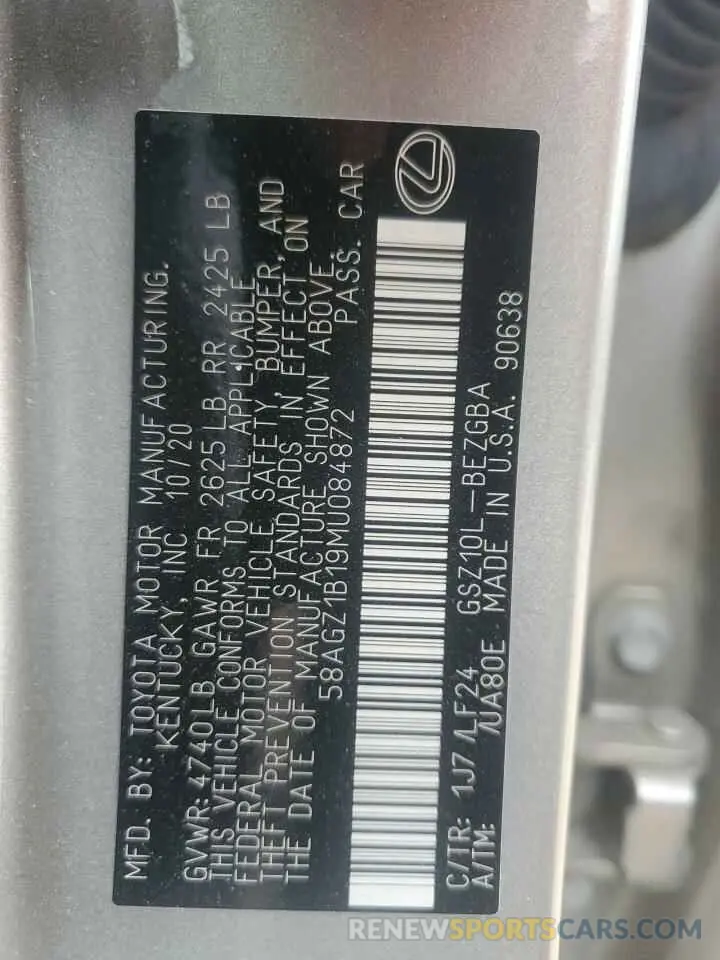 MFD. BY: TOYOTA MOTOR MANUFACTURING.
KENTUCKY, INC 10/20
GVWR: 4740LB GAWR FR 2625 LB RR 2425 LB
THIS VEHICLE CONFORMS TO ALL APPLICABLE
FEDERAL MOTOR VEHICLE SAFETY, BUMPER, AND
THEFT PREVENTION STANDARDS IN EFFECT ON
THE DATE OF MANUFACTURE SHOWN ABOVE.
58AGZ1B19MU084872 PASS. CAR
C/TR: 1J7 /LF24 GSZ10L-BEZGBA
A/TM: /UA80E MADE IN U.S.A. 90638
RENEWSPORTSCARS.COM